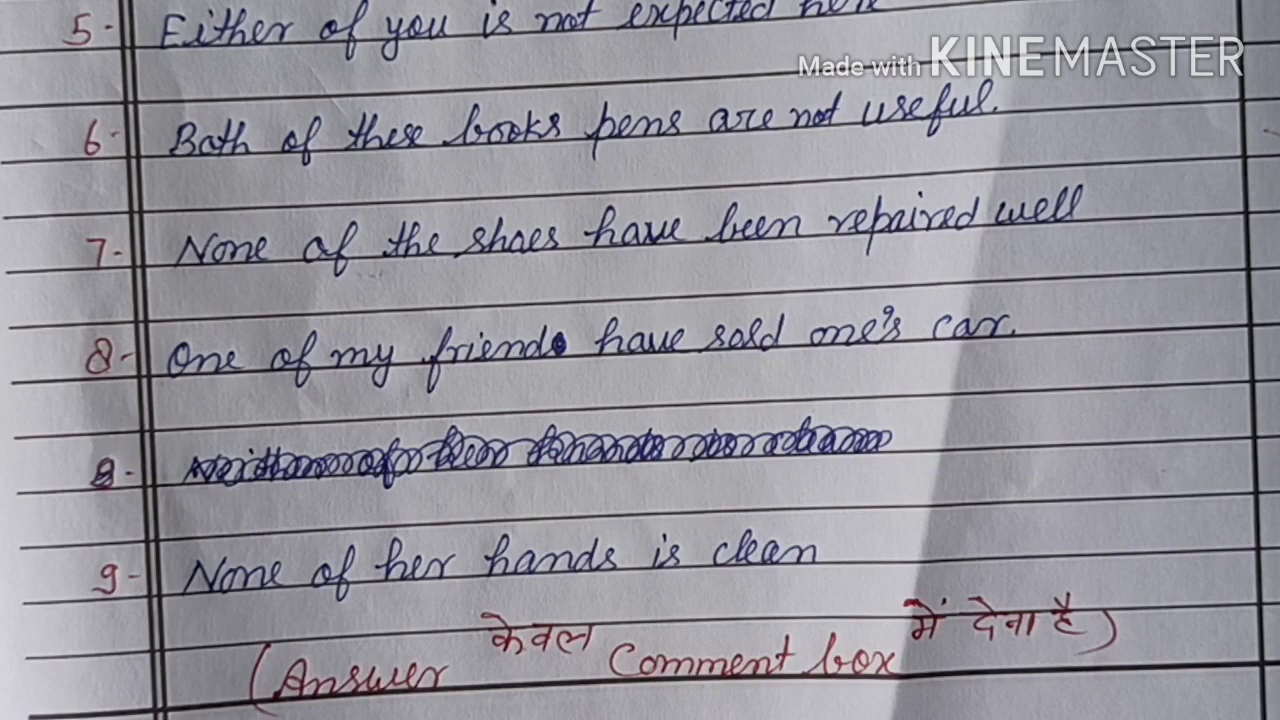 5- Either of you is not expected here
Made with KINEMASTER
6- Both of these books pens are not useful.
7- None of the shoes have been repaired well
8- One of my friends have sold one's car.
8-
9- None of her hands is clean
(Answer केवल Comment box में देना है)